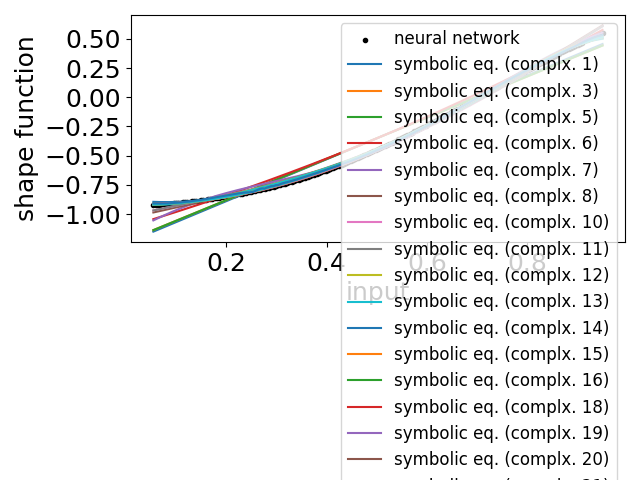 shape function
0.50
0.25
0.00
−0.25
−0.50
−0.75
−1.00
0.2
0.4
0.6
0.8
input
neural network
symbolic eq. (complx. 1)
symbolic eq. (complx. 3)
symbolic eq. (complx. 5)
symbolic eq. (complx. 6)
symbolic eq. (complx. 7)
symbolic eq. (complx. 8)
symbolic eq. (complx. 10)
symbolic eq. (complx. 11)
symbolic eq. (complx. 12)
symbolic eq. (complx. 13)
symbolic eq. (complx. 14)
symbolic eq. (complx. 15)
symbolic eq. (complx. 16)
symbolic eq. (complx. 18)
symbolic eq. (complx. 19)
symbolic eq. (complx. 20)